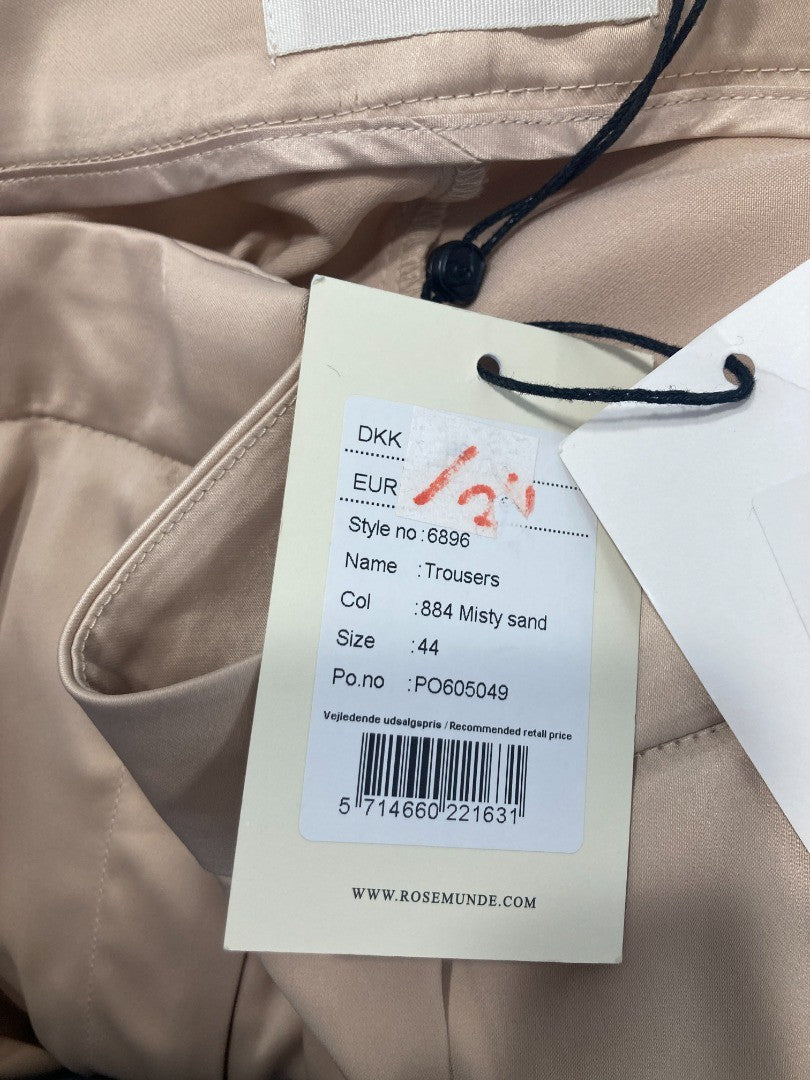 DKK
EUR
Style no :6896
Name :Trousers
Col :884 Misty sand
Size :44
Po.no :PO605049
Vejledende udsalgspris / Recommended retail price
5 714660 221631
WWW.ROSEMUNDE.COM